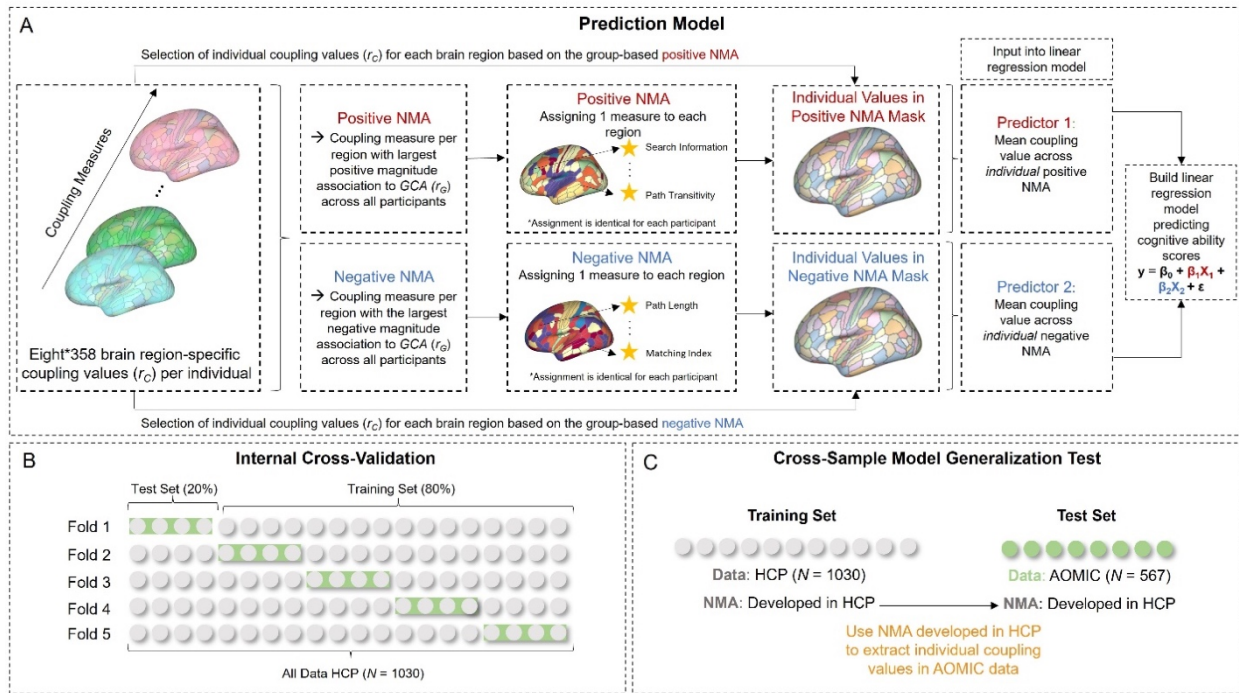 A
Prediction Model
Selection of individual coupling values (rC) for each brain region based on the group-based positive NMA
Input into linear
regression model
Coupling Measures
Eight*358 brain region-specific
coupling values (rC) per individual
Positive NMA
→ Coupling measure per
region with largest
positive magnitude
association to GCA (rG)
across all participants
Positive NMA
Assigning 1 measure to each
region
Search Information
Path Transitivity
*Assignment is identical for each participant
Individual Values in
Positive NMA Mask
Predictor 1:
Mean coupling
value across
individual positive
NMA
Negative NMA
→ Coupling measure per
region with the largest
negative magnitude
association to GCA (rG)
across all participants
Negative NMA
Assigning 1 measure to each region
Path Length
Matching Index
*Assignment is identical for each participant
Individual Values in
Negative NMA Mask
Predictor 2:
Mean coupling
value across
individual negative
NMA
Build linear
regression
model
predicting
cognitive ability
scores
y = β0 + β1X1 +
β2X2 + ε
Selection of individual coupling values (rC) for each brain region based on the group-based negative NMA
B
Internal Cross-Validation
Test Set (20%)
Training Set (80%)
Fold 1
Fold 2
Fold 3
Fold 4
Fold 5
All Data HCP (N = 1030)
C
Cross-Sample Model Generalization Test
Training Set
Test Set
Data: HCP (N = 1030)
Data: AOMIC (N = 567)
NMA: Developed in HCP
NMA: Developed in HCP
Use NMA developed in HCP
to extract individual coupling
values in AOMIC data